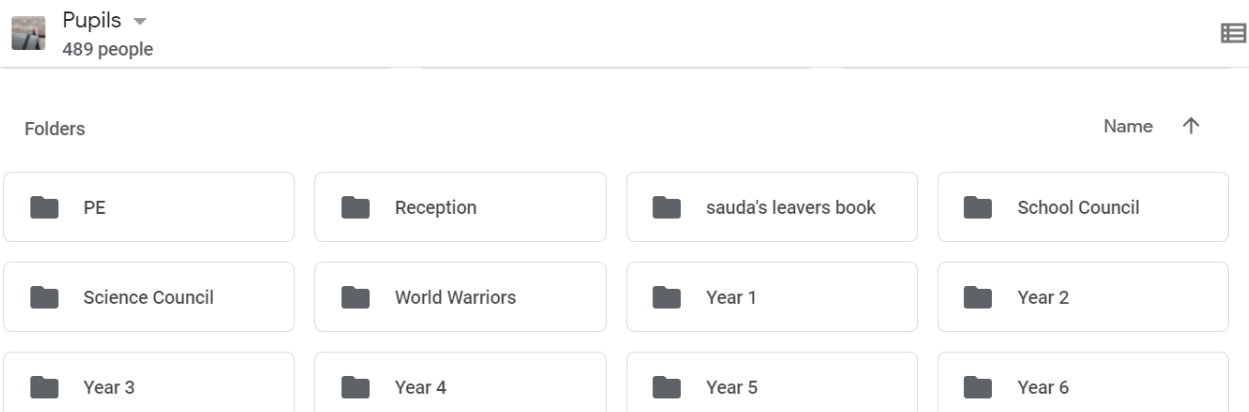 Pupils
489 people
Folders
Name
PE
Reception
sauda's leavers book
School Council
Science Council
World Warriors
Year 1
Year 2
Year 3
Year 4
Year 5
Year 6